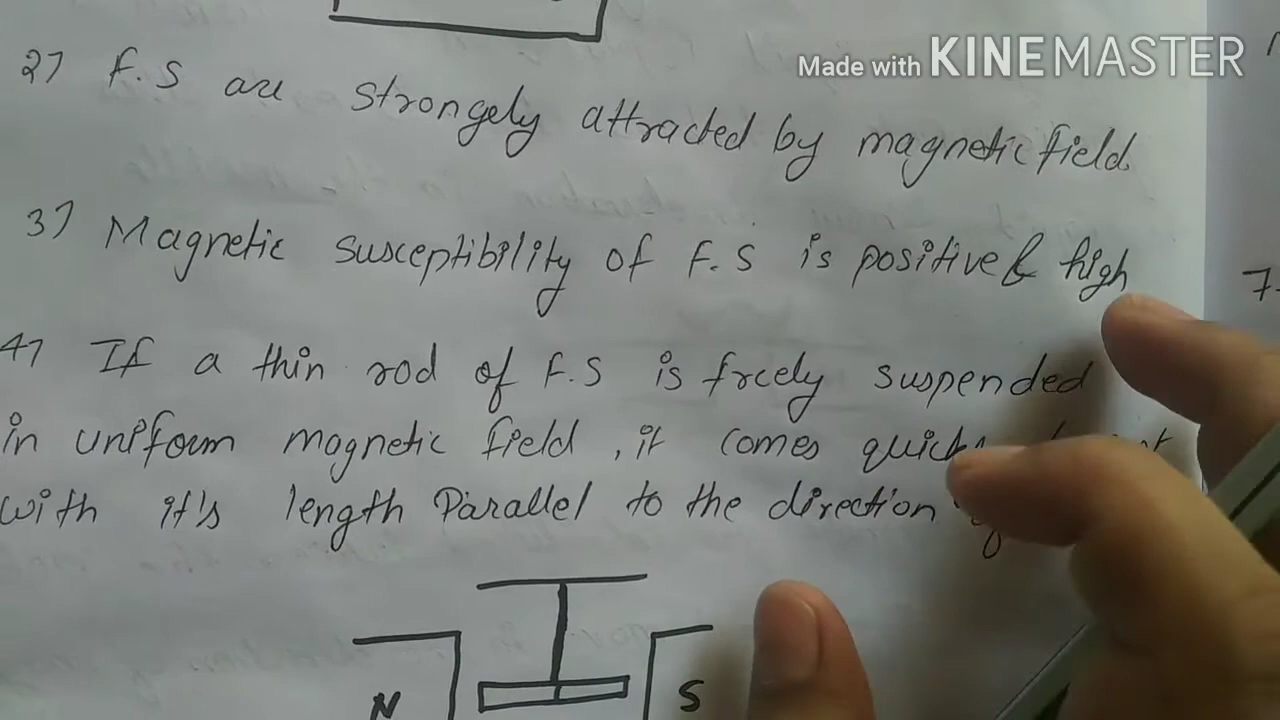 Made with KINEMASTER
2) F.S are strongely attracted by magnetic field.
3) Magnetic susceptibility of F.S is positive & high
7.
4) If a thin rod of F.S is freely suspended
in uniform magnetic field, it comes
with it's length Parallel to the direction
N S